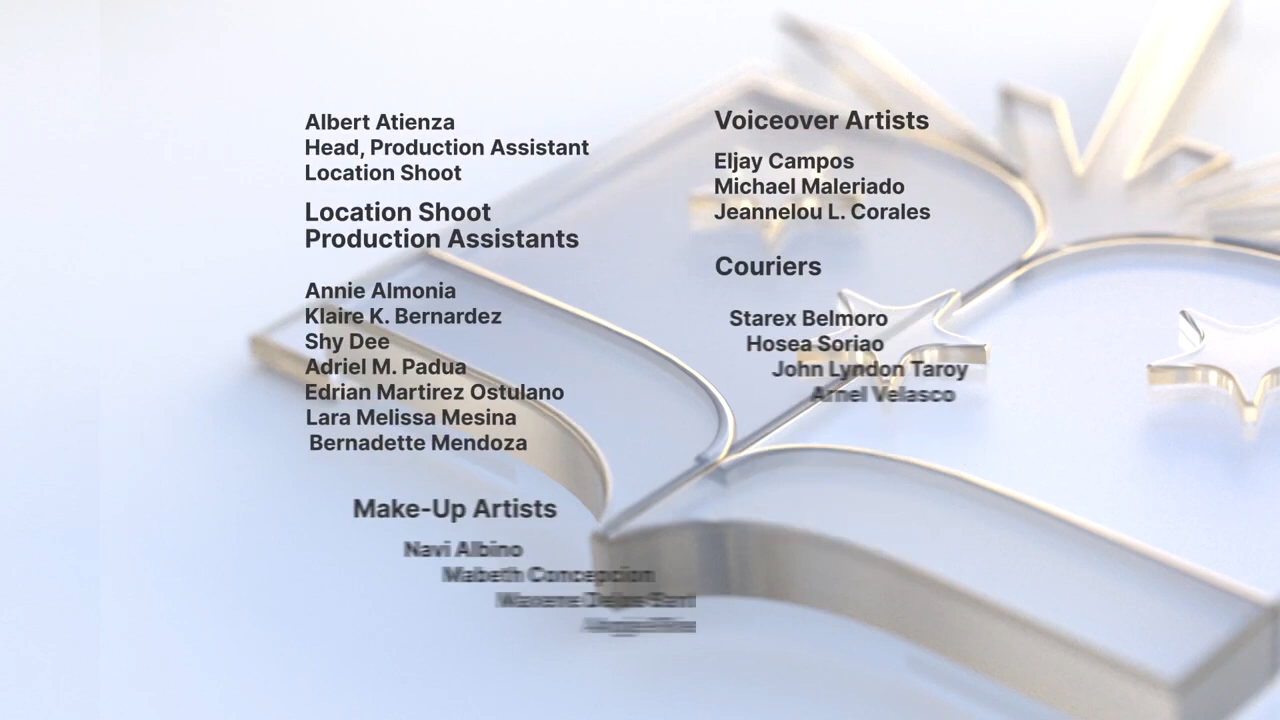 Albert Atienza
Head, Production Assistant
Location Shoot
Location Shoot
Production Assistants
Annie Almonia
Klaire K. Bernardez
Shy Dee
Adriel M. Padua
Edrian Martirez Ostulano
Lara Melissa Mesina
Bernadette Mendoza
Make-Up Artists
Navi Albino
Mabeth Concepcion
Voiceover Artists
Eljay Campos
Michael Maleriado
Jeannelou L. Corales
Couriers
Starex Belmoro
Hosea Soriao
John Lyndon Taroy
Arnel Velasco